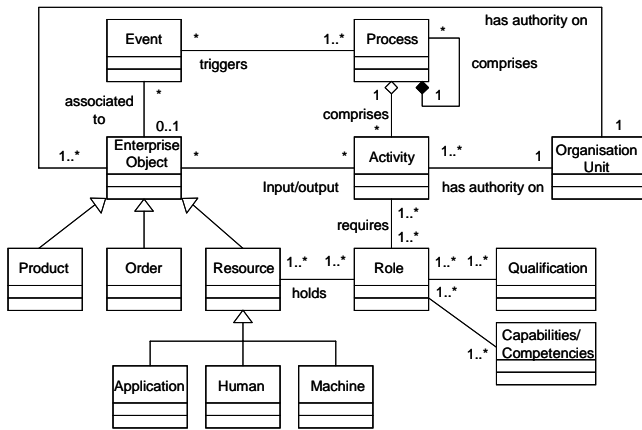 has authority on
Event
*
1..*
Process
*
triggers
comprises
associated
to
*
1
1
comprises
*
0..1
1
1..*
Enterprise
Object
*
*
Activity
1..*
1
Organisation
Unit
Input/output
has authority on
1..*
requires
1..*
Product
Order
Resource
1..*
1..*
Role
1..*
1..*
Qualification
holds
1..*
Capabilities/
Competencies
1..*
Application
Human
Machine